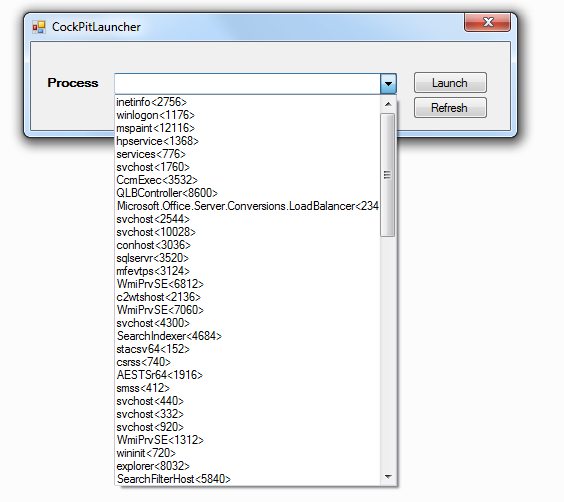 CockPitLauncher
Process
Launch
Refresh
inetinfo<2756>
winlogon<1176>
mspaint<12116>
hpservice<1368>
services<776>
svchost<1760>
CcmExec<3532>
QLBController<8600>
Microsoft.Office.Server.Conversions.LoadBalancer<234
svchost<2544>
svchost<10028>
conhost<3036>
sqlservr<3520>
mfevtps<3124>
WmiPrvSE<6812>
c2wtshost<2136>
WmiPrvSE<7060>
svchost<4300>
SearchIndexer<4684>
stacsv64<152>
csrss<740>
AESTSr64<1916>
smss<412>
svchost<440>
svchost<332>
svchost<920>
WmiPrvSE<1312>
wininit<720>
explorer<8032>
SearchFilterHost<5840>